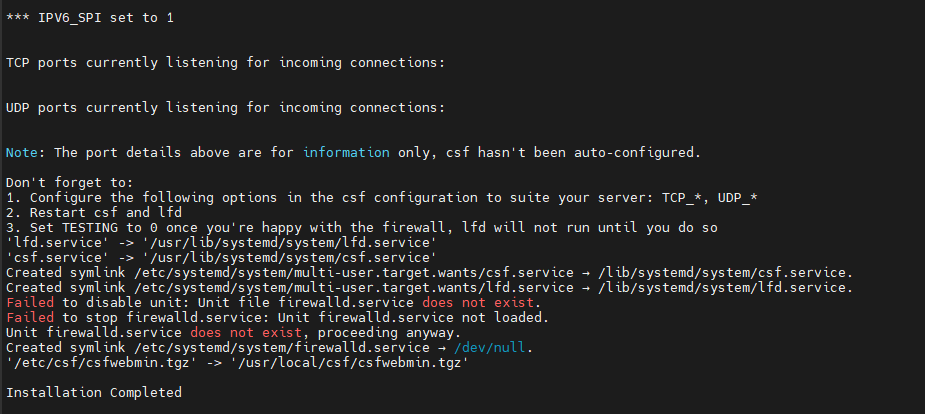 *** IPV6_SPI set to 1
TCP ports currently listening for incoming connections:
UDP ports currently listening for incoming connections:
Note: The port details above are for information only, csf hasn't been auto-configured.
Don't forget to:
1. Configure the following options in the csf configuration to suite your server: TCP_*, UDP_*
2. Restart csf and lfd
3. Set TESTING to 0 once you're happy with the firewall, lfd will not run until you do so
'lfd.service' -> '/usr/lib/systemd/system/lfd.service'
'csf.service' -> '/usr/lib/systemd/system/csf.service'
Created symlink /etc/systemd/system/multi-user.target.wants/csf.service → /lib/systemd/system/csf.service.
Created symlink /etc/systemd/system/multi-user.target.wants/lfd.service → /lib/systemd/system/lfd.service.
Failed to disable unit: Unit file firewalld.service does not exist.
Failed to stop firewalld.service: Unit firewalld.service not loaded.
Unit firewalld.service does not exist, proceeding anyway.
Created symlink /etc/systemd/system/firewalld.service → /dev/null.
'/etc/csf/csfwebmin.tgz' -> '/usr/local/csf/csfwebmin.tgz'
Installation Completed